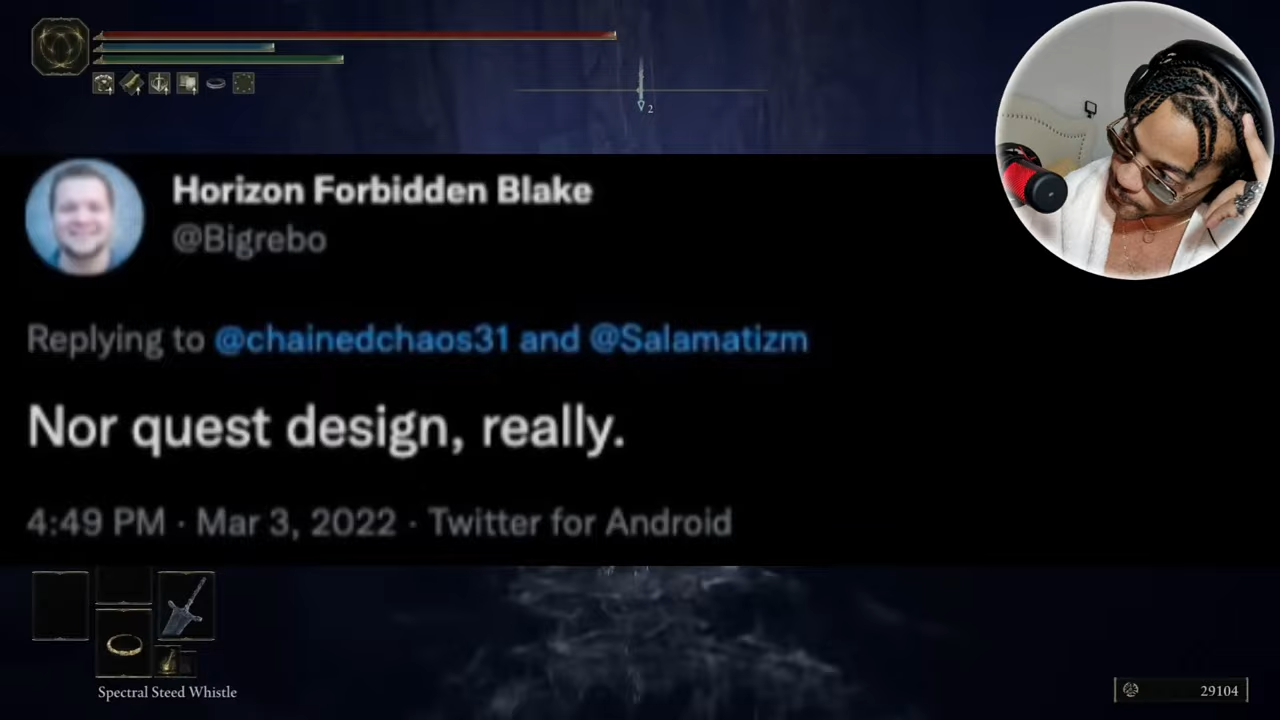 2
Horizon Forbidden Blake
@Bigrebo
Replying to @chainedchaos31 and @Salamatizm
Nor quest design, really.
4:49 PM · Mar 3, 2022 · Twitter for Android
Spectral Steed Whistle
29104